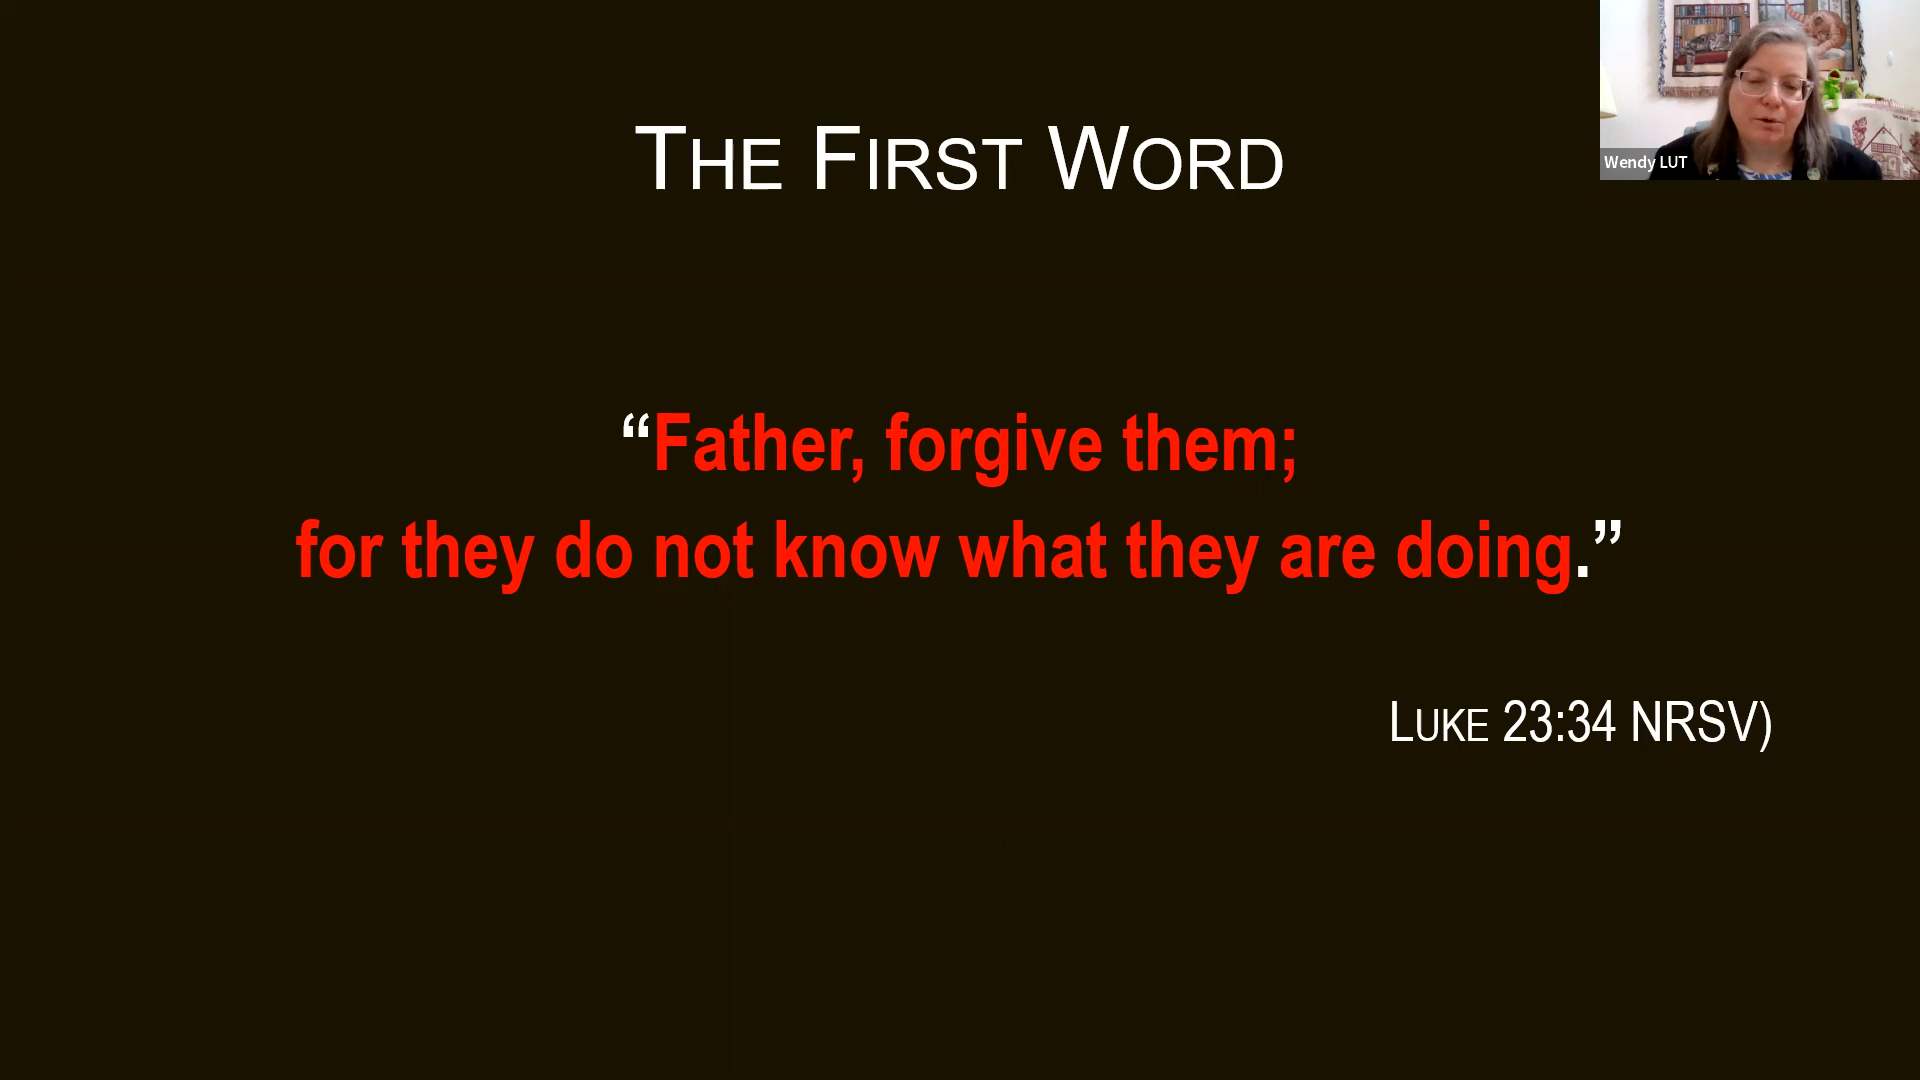 THE FIRST WORD
Wendy LUT
“Father, forgive them;
for they do not know what they are doing.”
LUKE 23:34 NRSV)